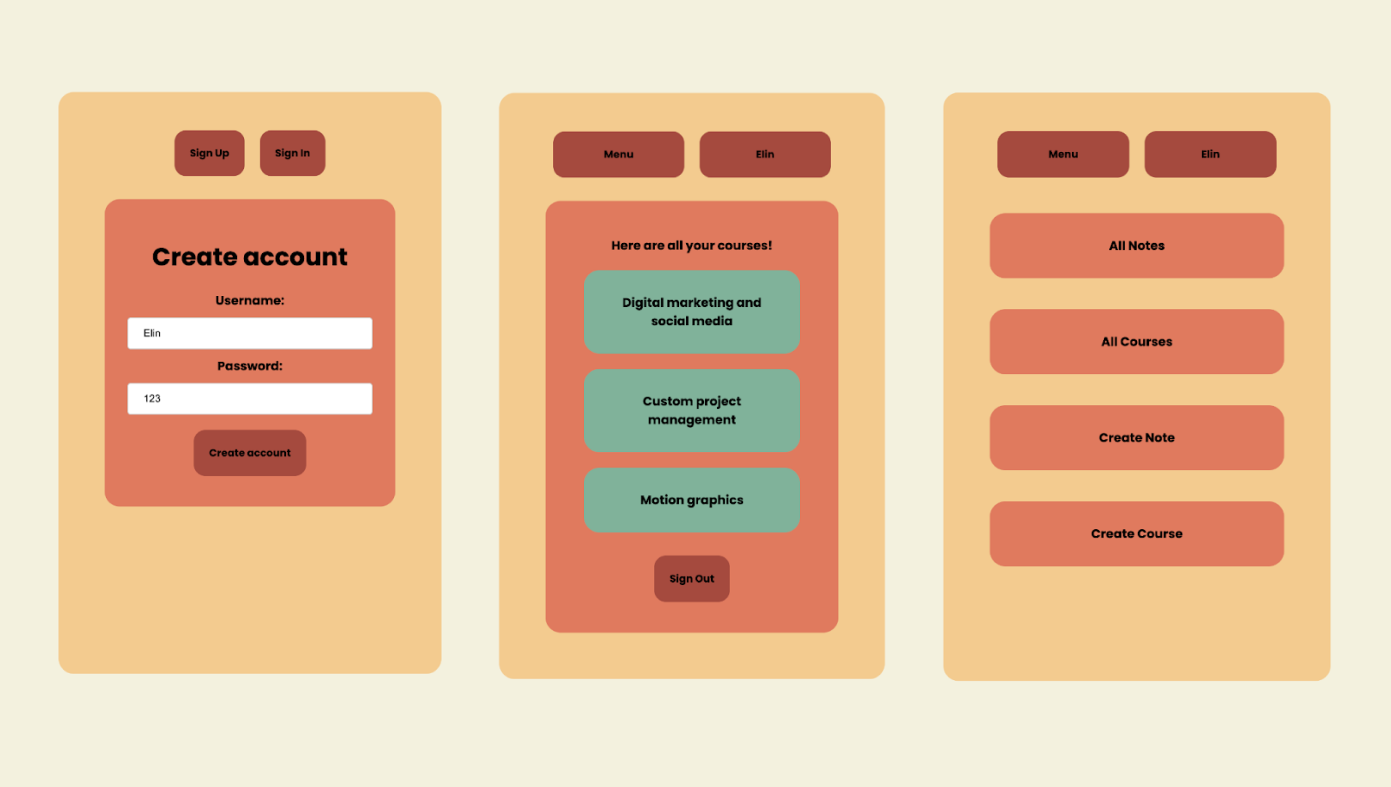 Sign Up
Sign In
Create account
Username:
Elin
Password:
123
Create account
Menu
Elin
Here are all your courses!
Digital marketing and
social media
Custom project
management
Motion graphics
Sign Out
Menu
Elin
All Notes
All Courses
Create Note
Create Course